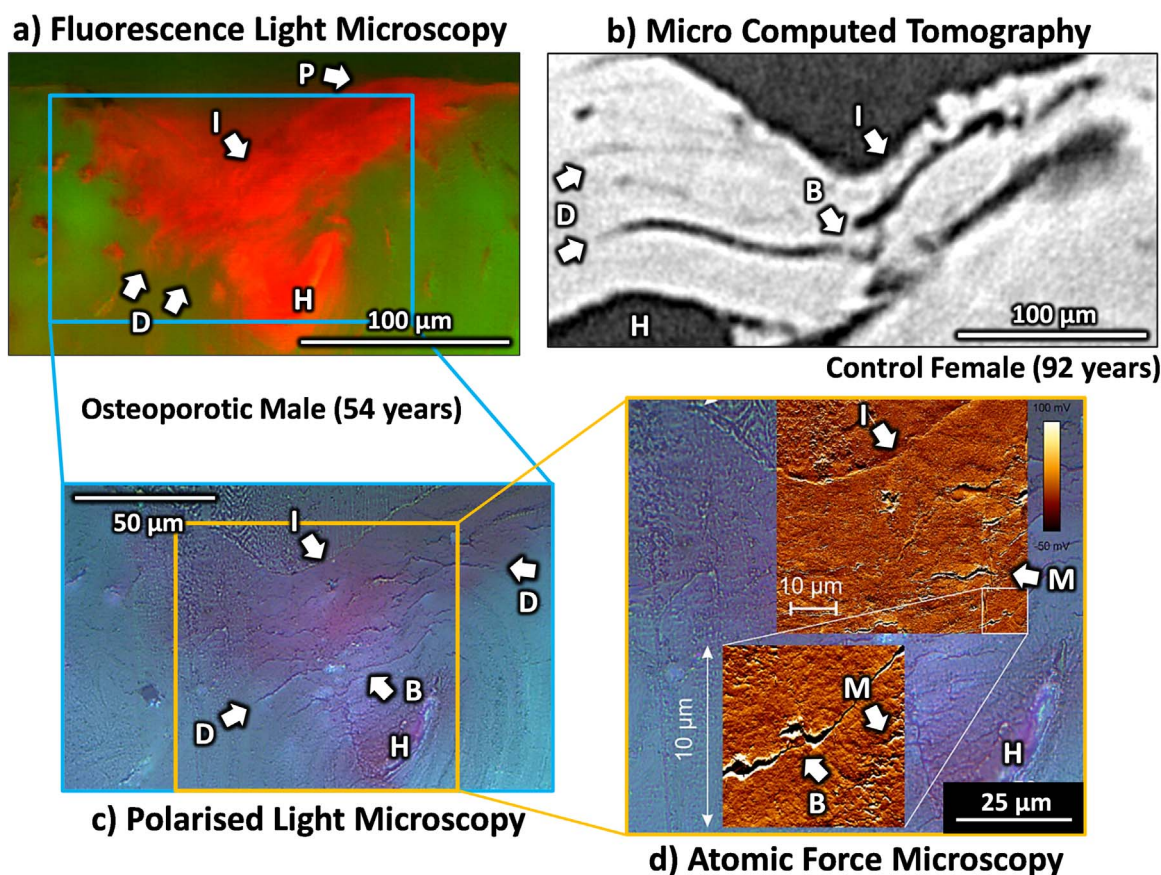 a) Fluorescence Light Microscopy
P
I
D
H
100 µm
b) Micro Computed Tomography
I
B
D
H
100 µm
Control Female (92 years)
Osteoporotic Male (54 years)
50 µm
I
D
B
D
H
c) Polarised Light Microscopy
I
100 mV
-50 mV
M
10 µm
M
10 µm
B
H
25 µm
d) Atomic Force Microscopy